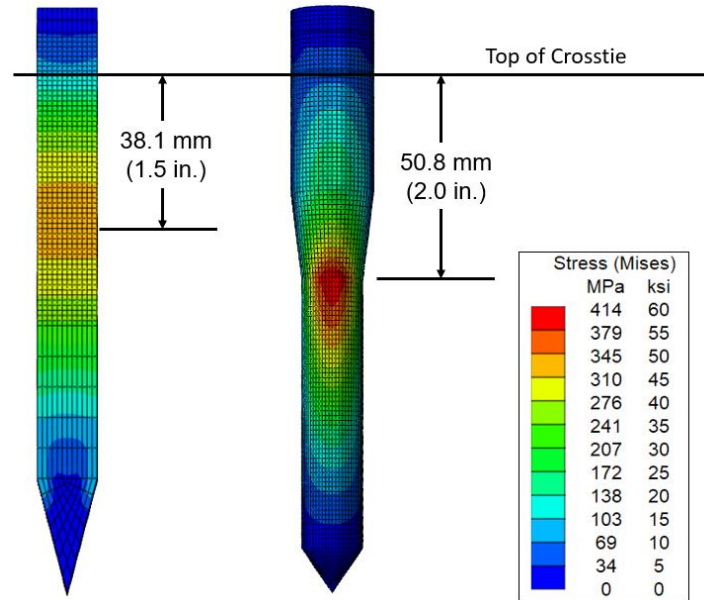 Top of Crosstie
38.1 mm
(1.5 in.)
50.8 mm
(2.0 in.)
Stress (Mises)
MPa ksi
414 60
379 55
345 50
310 45
276 40
241 35
207 30
172 25
138 20
103 15
69 10
34 5
0 0